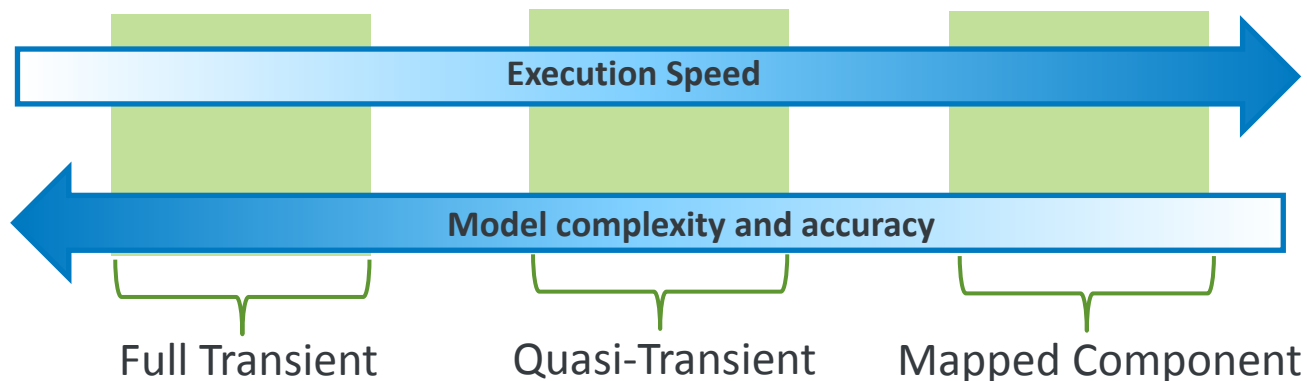 Execution Speed
Model complexity and accuracy
Full Transient
Quasi-Transient
Mapped Component